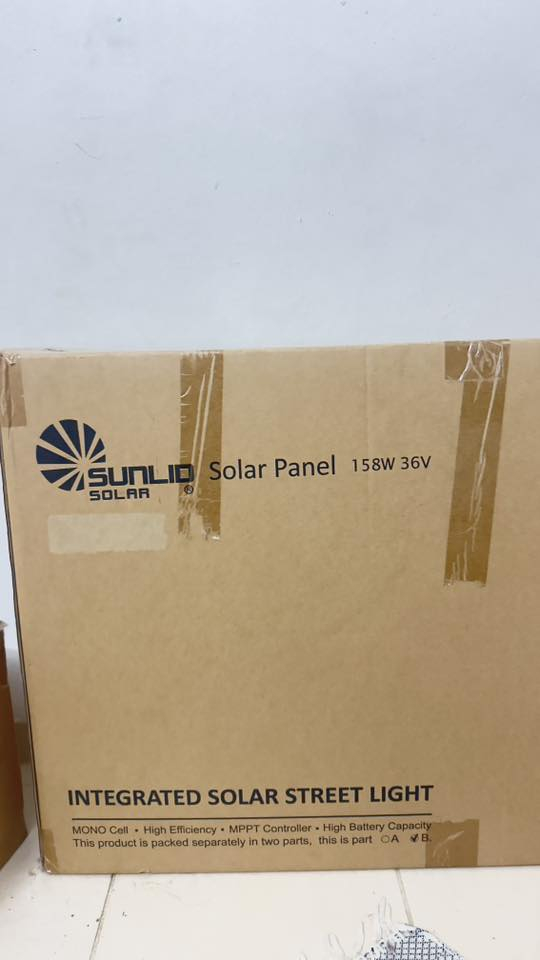 SUNLID
SOLAR ®
Solar Panel 158W 36V
INTEGRATED SOLAR STREET LIGHT
MONO Cell • High Efficiency • MPPT Controller • High Battery Capacity
This product is packed separately in two parts, this is part ○A ✔B.